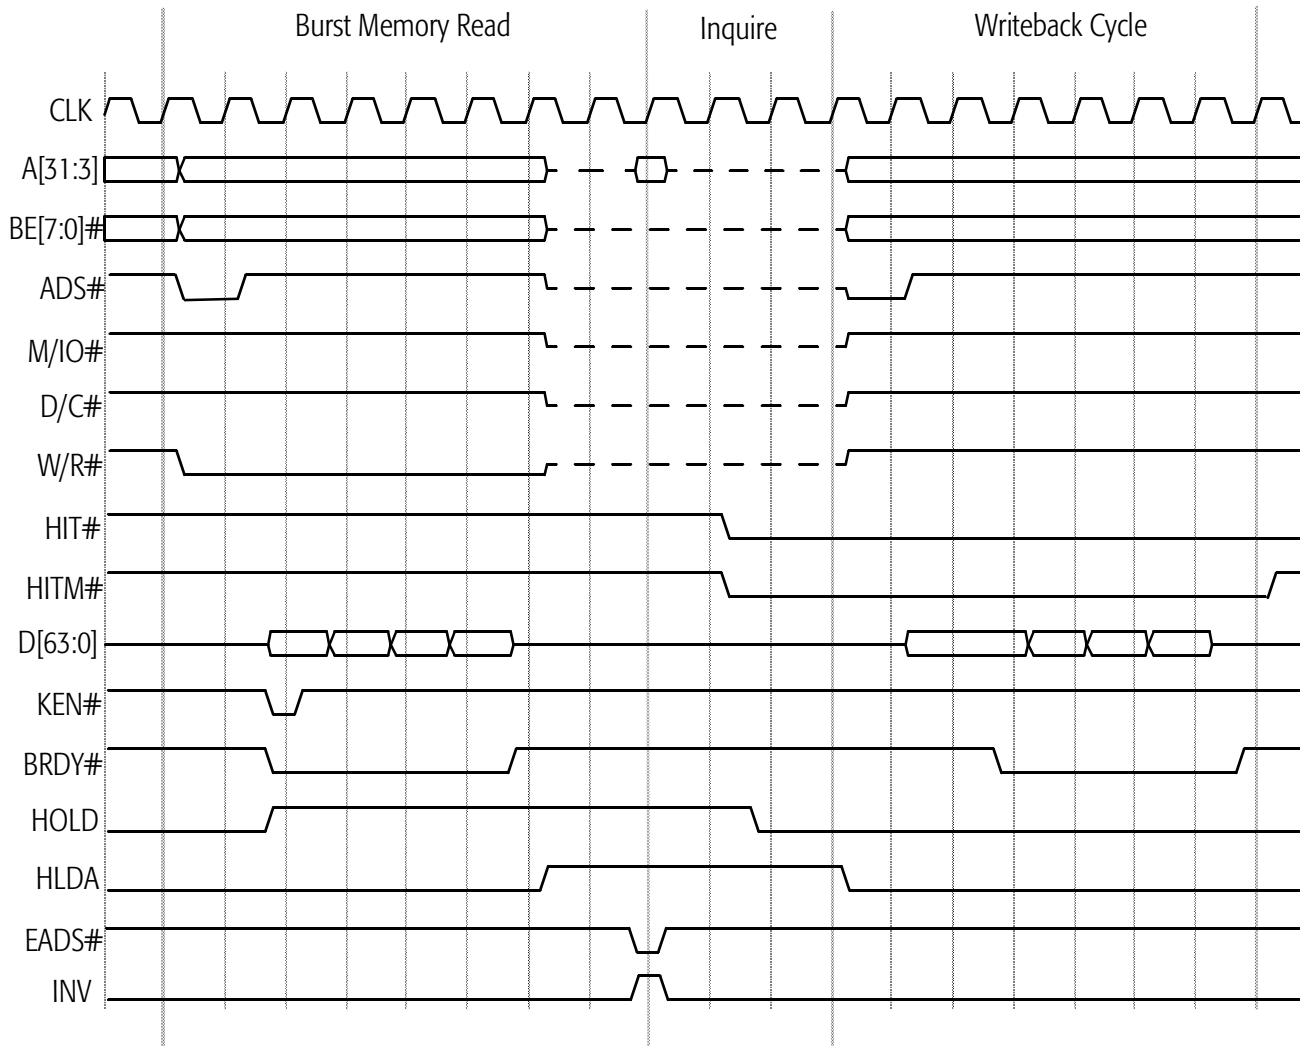 Burst Memory Read
Inquire
Writeback Cycle
CLK
A[31:3]
BE[7:0]#
ADS#
M/IO#
D/C#
W/R#
HIT#
HITM#
D[63:0]
KEN#
BRDY#
HOLD
HLDA
EADS#
INV